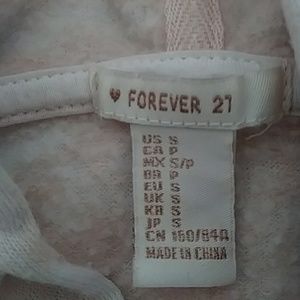 FOREVER 21
US S
CA P
MX S/P
BR P
EU S
UK S
KR S
JP S
CN 160/84A
MADE IN CHINA